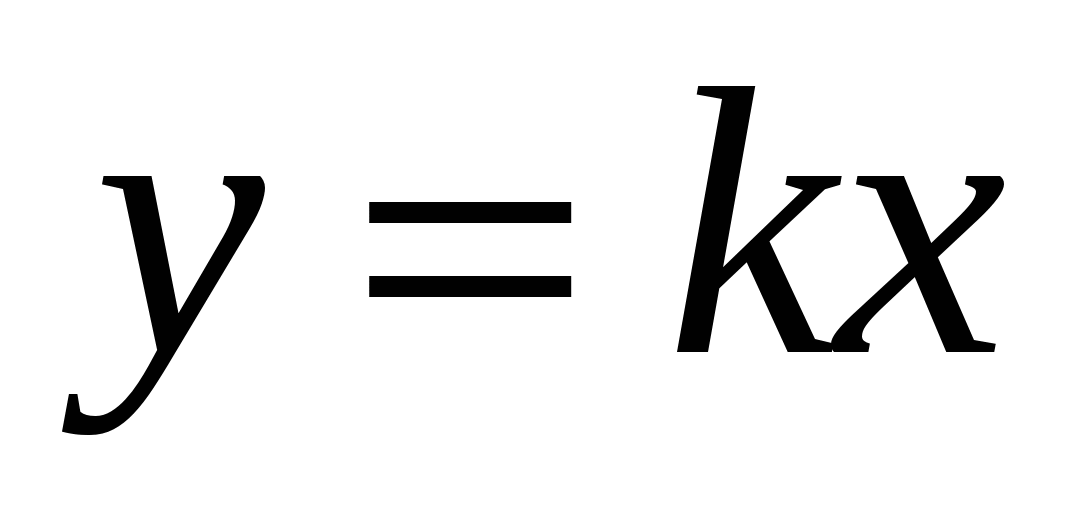 y = kx